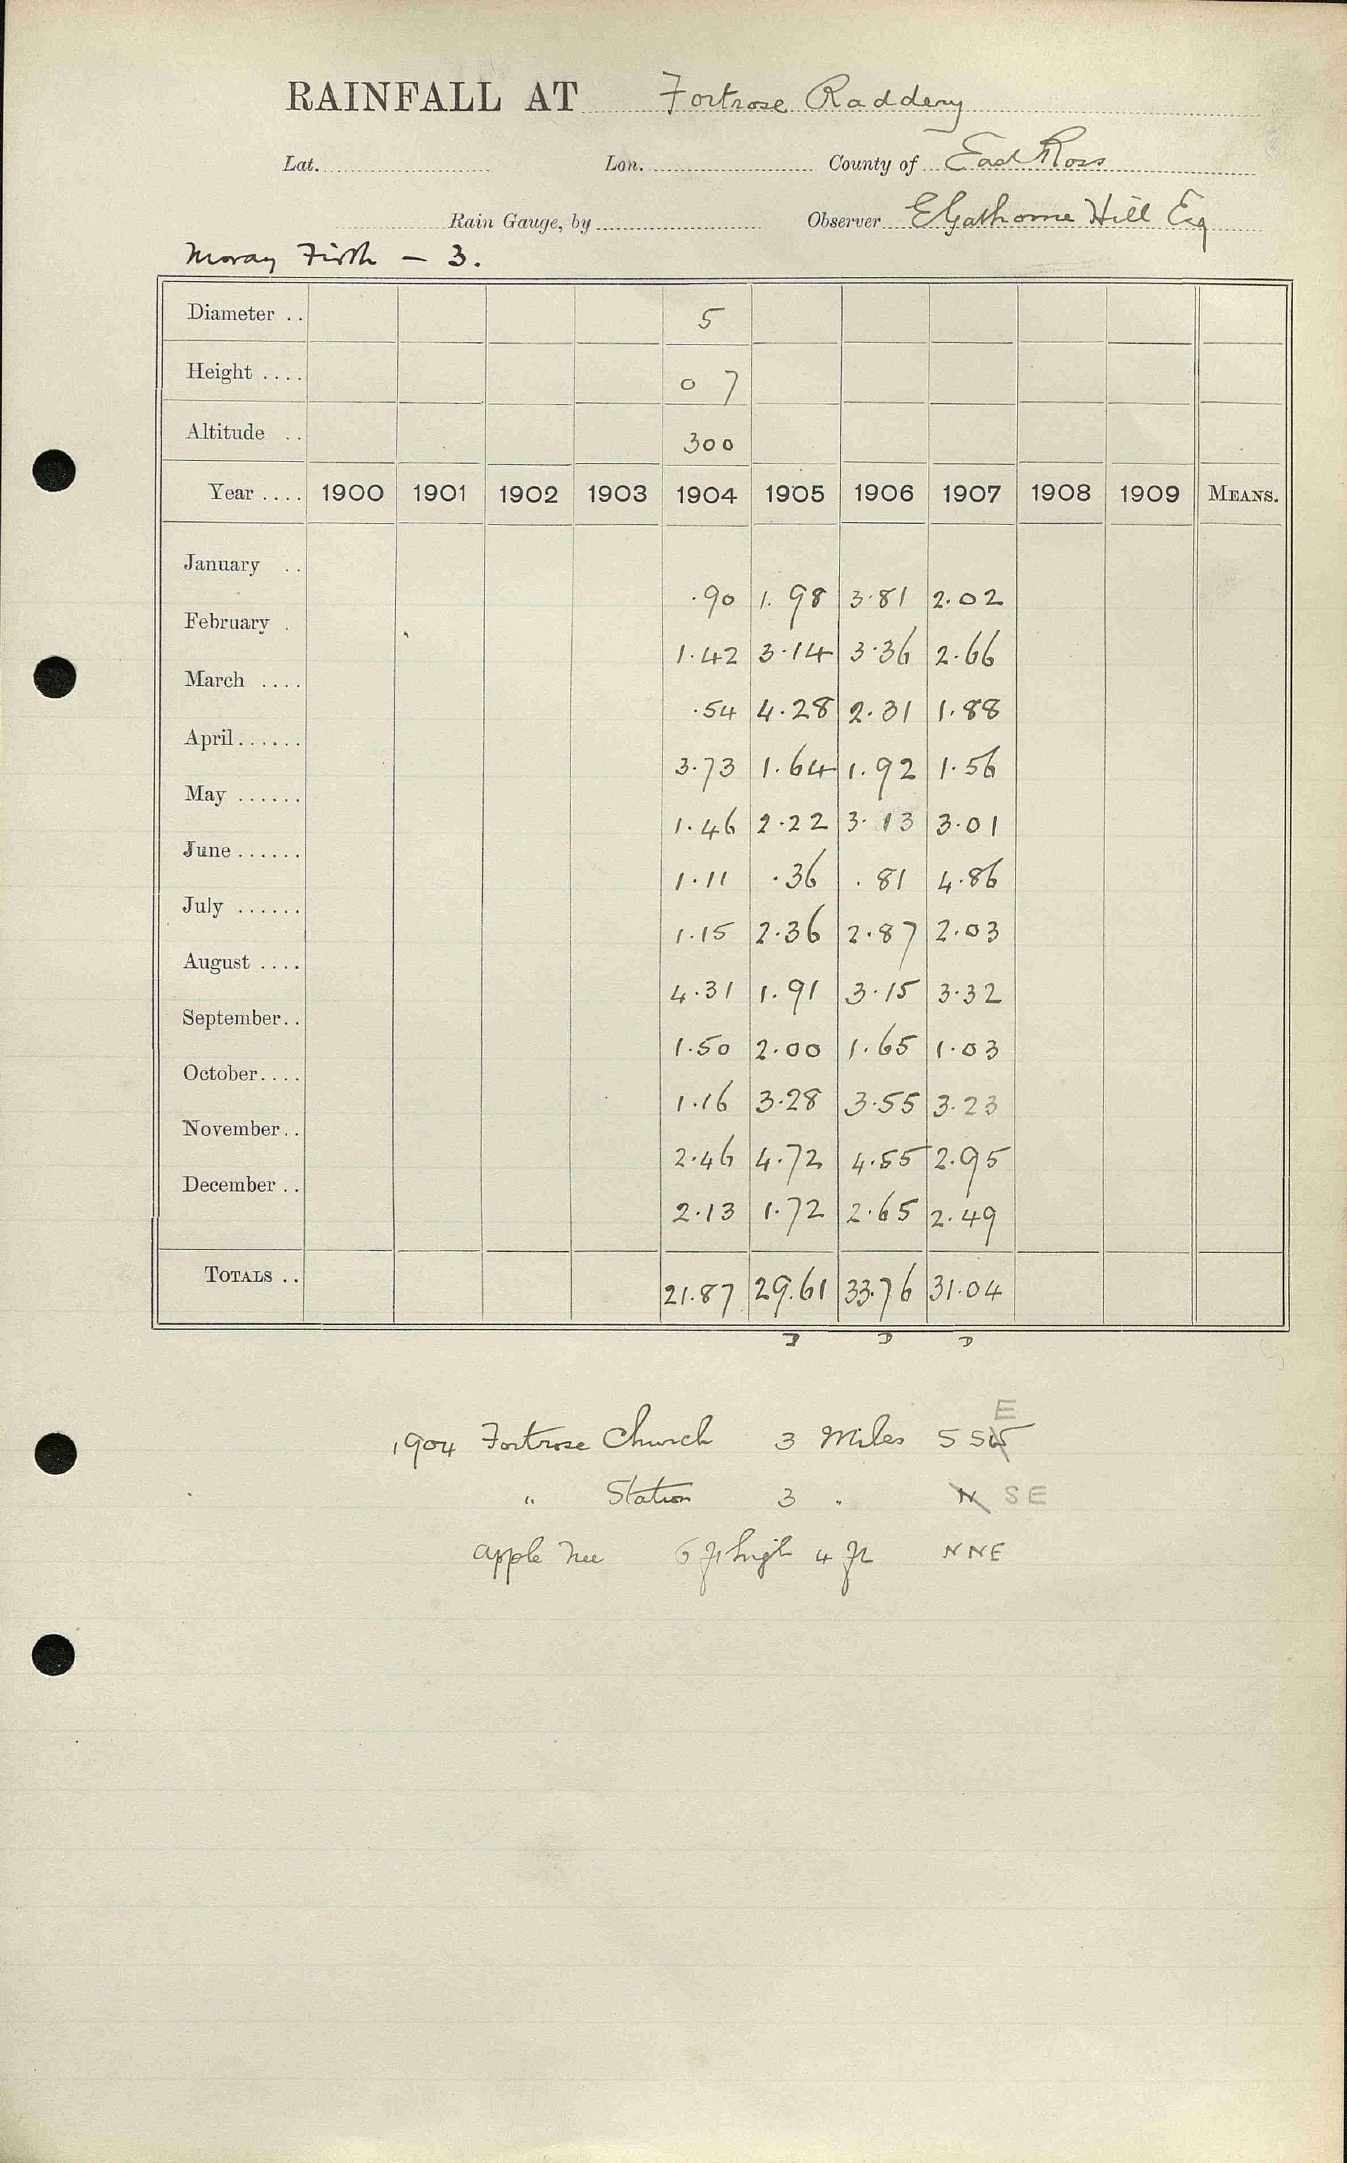 RAINFALL AT Fortrose Raddery
Lat. Lon. County of East Ross
Rain Gauge, by Observer E Gathorne Hill Esq
Moray Firth - 3.
Diameter .. 5
Height .... 0 7
Altitude .. 300
Year .... 1900 1901 1902 1903 1904 1905 1906 1907 1908 1909 MEANS.
January .. .90 1.98 3.81 2.02
February . 1.42 3.14 3.36 2.66
March .... .54 4.28 2.31 1.88
April...... 3.73 1.64 1.92 1.56
May ...... 1.46 2.22 3.13 3.01
June...... 1.11 .36 .81 4.86
July ...... 1.15 2.36 2.87 2.03
August .... 4.31 1.91 3.15 3.32
September.. 1.50 2.00 1.65 1.03
October.... 1.16 3.28 3.55 3.23
November.. 2.46 4.72 4.55 2.95
December .. 2.13 1.72 2.65 2.49
TOTALS .. 21.87 29.61 33.76 31.04
D D D
1904 Fortrose Church 3 Miles SSE
" Station 3 " SE
apple tree 6 ft high 4 ft NNE